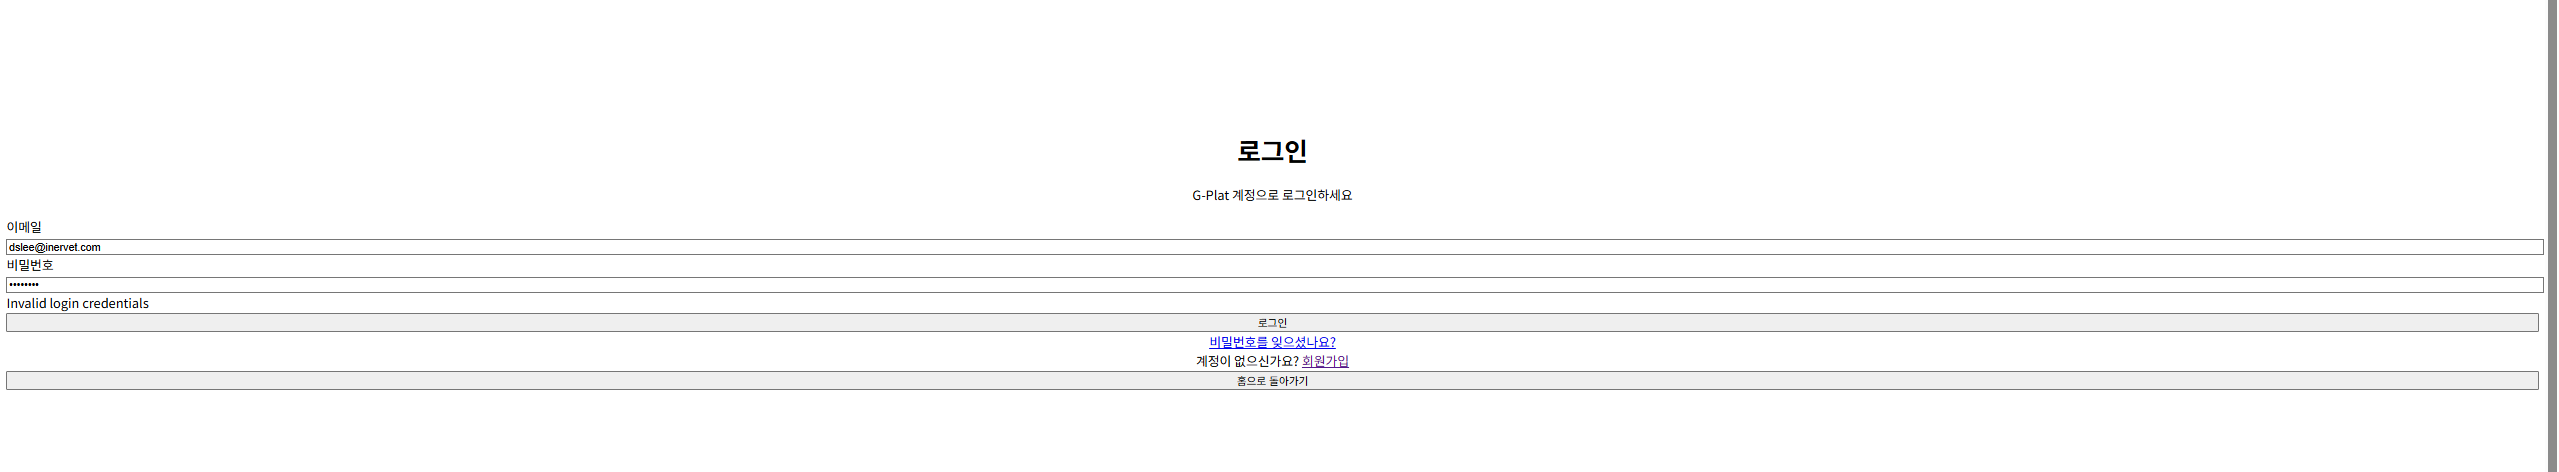 로그인
G-Plat 계정으로 로그인하세요
이메일
dslee@inervet.com
비밀번호
••••••••
Invalid login credentials
로그인
비밀번호를 잊으셨나요?
계정이 없으신가요? 회원가입
홈으로 돌아가기